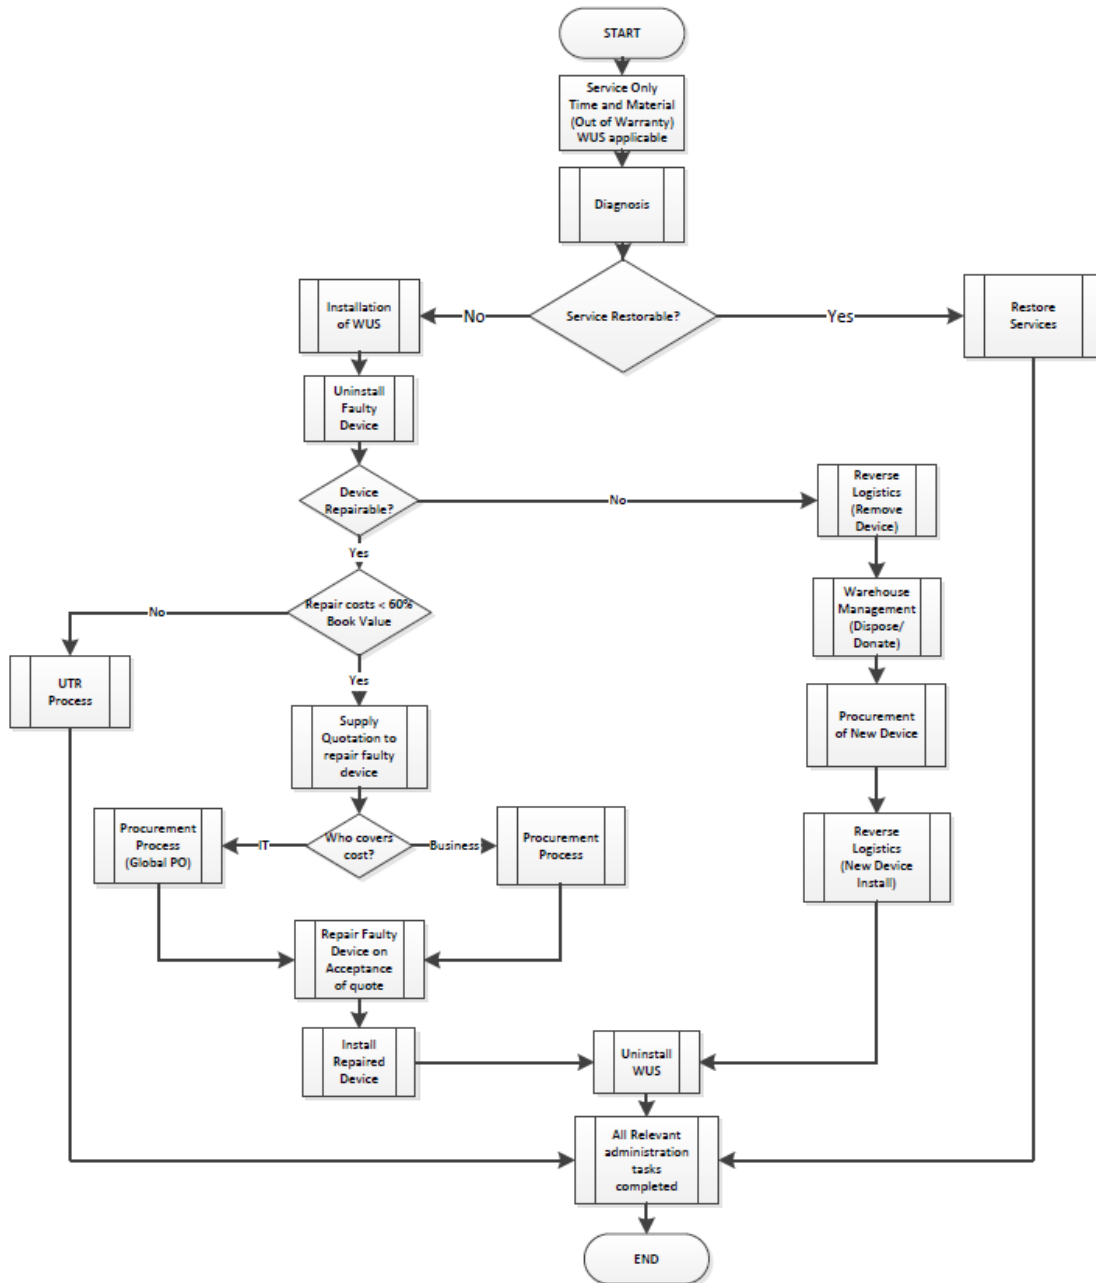 START
Service Only
Time and Material
(Out of Warranty)
WUS applicable
Diagnosis
Service Restorable?
No
Yes
Installation
of WUS
Restore
Services
Uninstall
Faulty
Device
Device
Repairable?
No
Reverse
Logistics
(Remove
Device)
Yes
Repair costs < 60%
Book Value
No
Warehouse
Management
(Dispose/
Donate)
UTR
Process
Yes
Supply
Quotation to
repair faulty
device
Procurement
of New Device
Who covers
cost?
IT
Business
Procurement
Process
(Global PO)
Procurement
Process
Reverse
Logistics
(New Device
Install)
Repair Faulty
Device on
Acceptance
of quote
Install
Repaired
Device
Uninstall
WUS
All Relevant
administration
tasks
completed
END